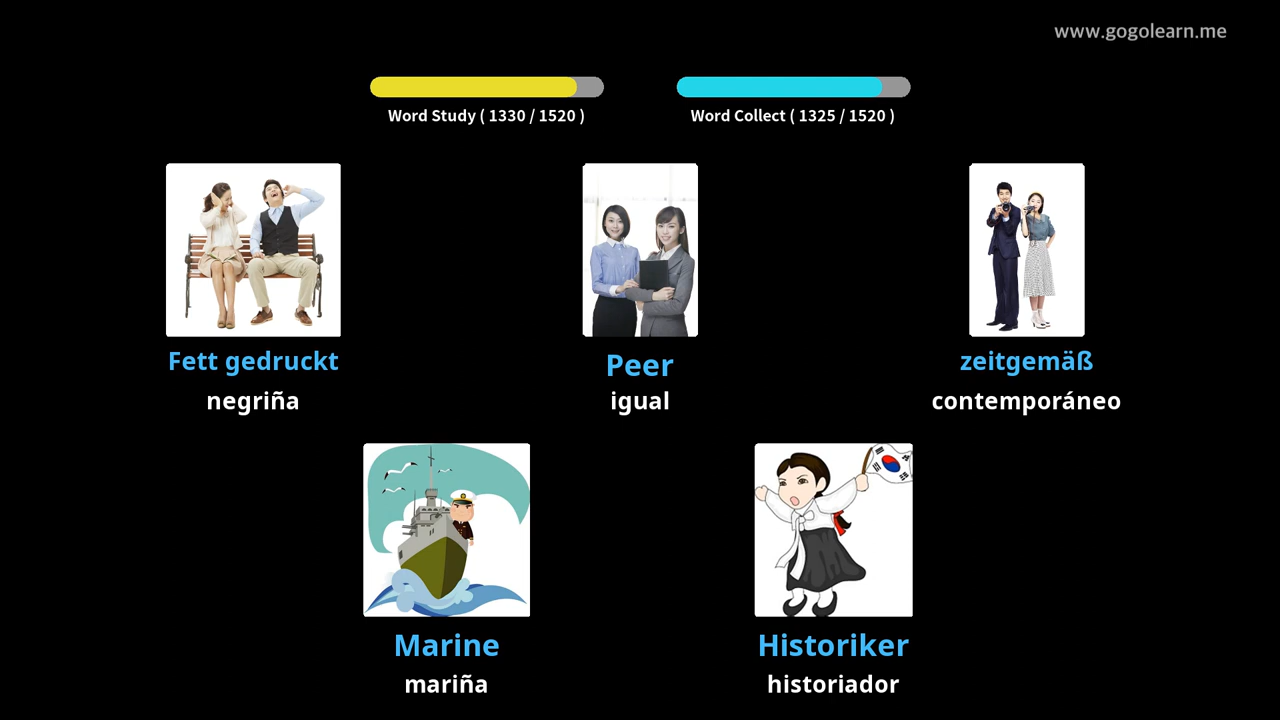 www.gogolearn.me
Word Study ( 1330 / 1520 )
Word Collect ( 1325 / 1520 )
Fett gedruckt
negriña
Peer
igual
zeitgemäß
contemporáneo
Marine
mariña
Historiker
historiador